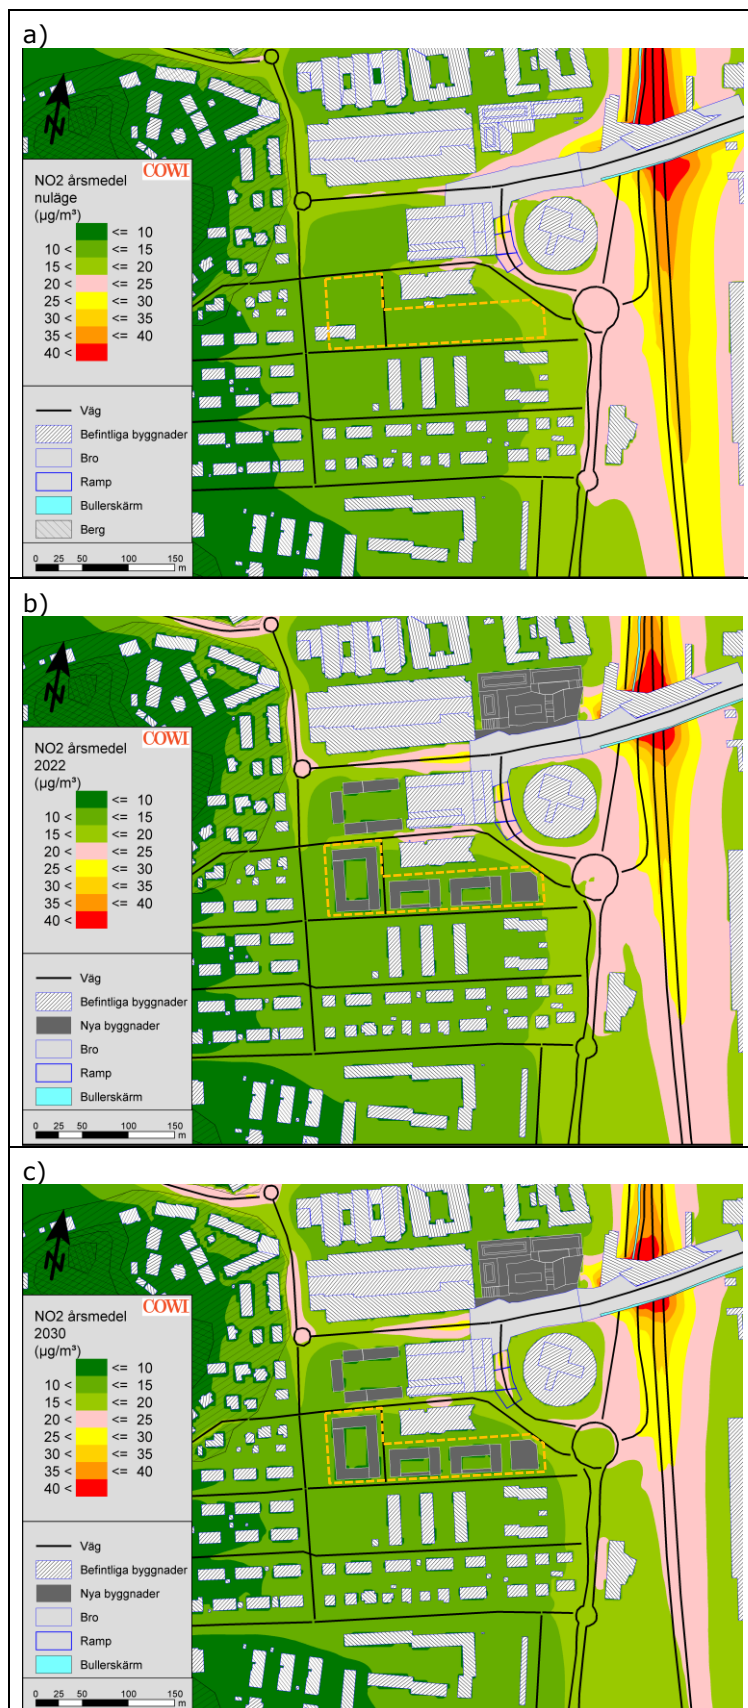 a)
N
COWI
NO2 årsmedel
nuläge
(µg/m³)
<= 10
10 < <= 15
15 < <= 20
20 < <= 25
25 < <= 30
30 < <= 35
35 < <= 40
40 <
Väg
Befintliga byggnader
Bro
Ramp
Bullerskärm
Berg
0 25 50 100 150
m
b)
N
COWI
NO2 årsmedel
2022
(µg/m³)
<= 10
10 < <= 15
15 < <= 20
20 < <= 25
25 < <= 30
30 < <= 35
35 < <= 40
40 <
Väg
Befintliga byggnader
Nya byggnader
Bro
Ramp
Bullerskärm
0 25 50 100 150
m
c)
N
COWI
NO2 årsmedel
2030
(µg/m³)
<= 10
10 < <= 15
15 < <= 20
20 < <= 25
25 < <= 30
30 < <= 35
35 < <= 40
40 <
Väg
Befintliga byggnader
Nya byggnader
Bro
Ramp
Bullerskärm
0 25 50 100 150
m